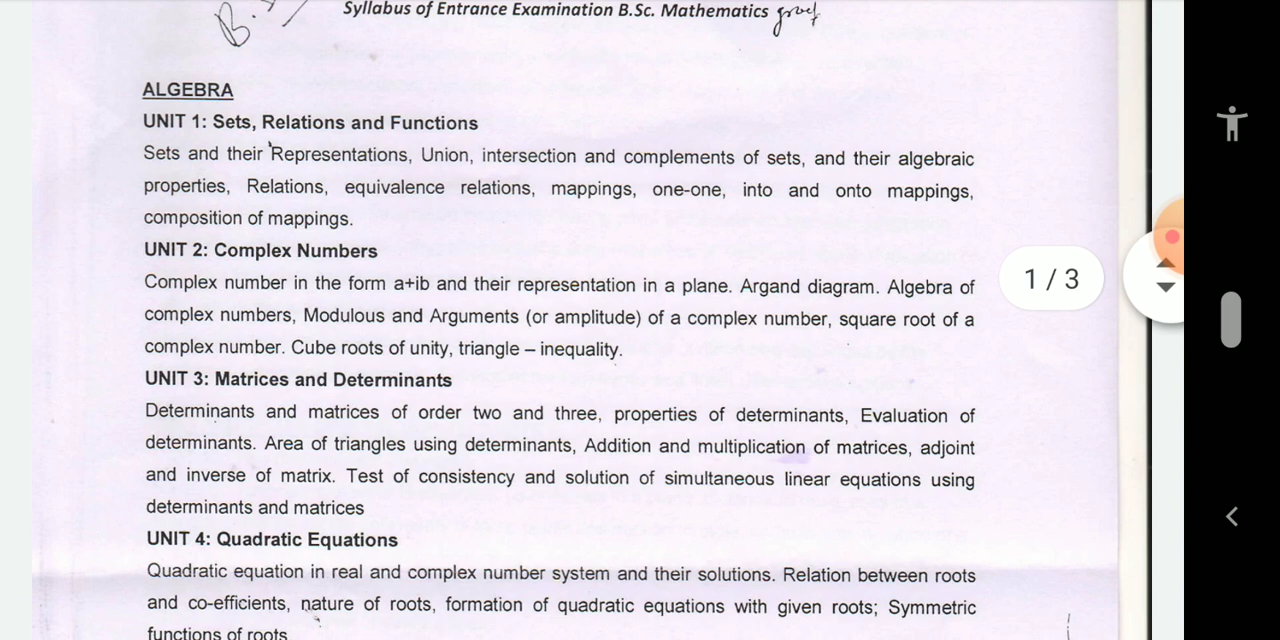 Syllabus of Entrance Examination B.Sc. Mathematics
ALGEBRA
UNIT 1: Sets, Relations and Functions
Sets and their Representations, Union, intersection and complements of sets, and their algebraic
properties, Relations, equivalence relations, mappings, one-one, into and onto mappings,
composition of mappings.
UNIT 2: Complex Numbers
Complex number in the form a+ib and their representation in a plane. Argand diagram. Algebra of
complex numbers, Modulous and Arguments (or amplitude) of a complex number, square root of a
complex number. Cube roots of unity, triangle – inequality.
1 / 3
UNIT 3: Matrices and Determinants
Determinants and matrices of order two and three, properties of determinants, Evaluation of
determinants. Area of triangles using determinants, Addition and multiplication of matrices, adjoint
and inverse of matrix. Test of consistency and solution of simultaneous linear equations using
determinants and matrices
UNIT 4: Quadratic Equations
Quadratic equation in real and complex number system and their solutions. Relation between roots
and co-efficients, nature of roots, formation of quadratic equations with given roots; Symmetric
functions of roots